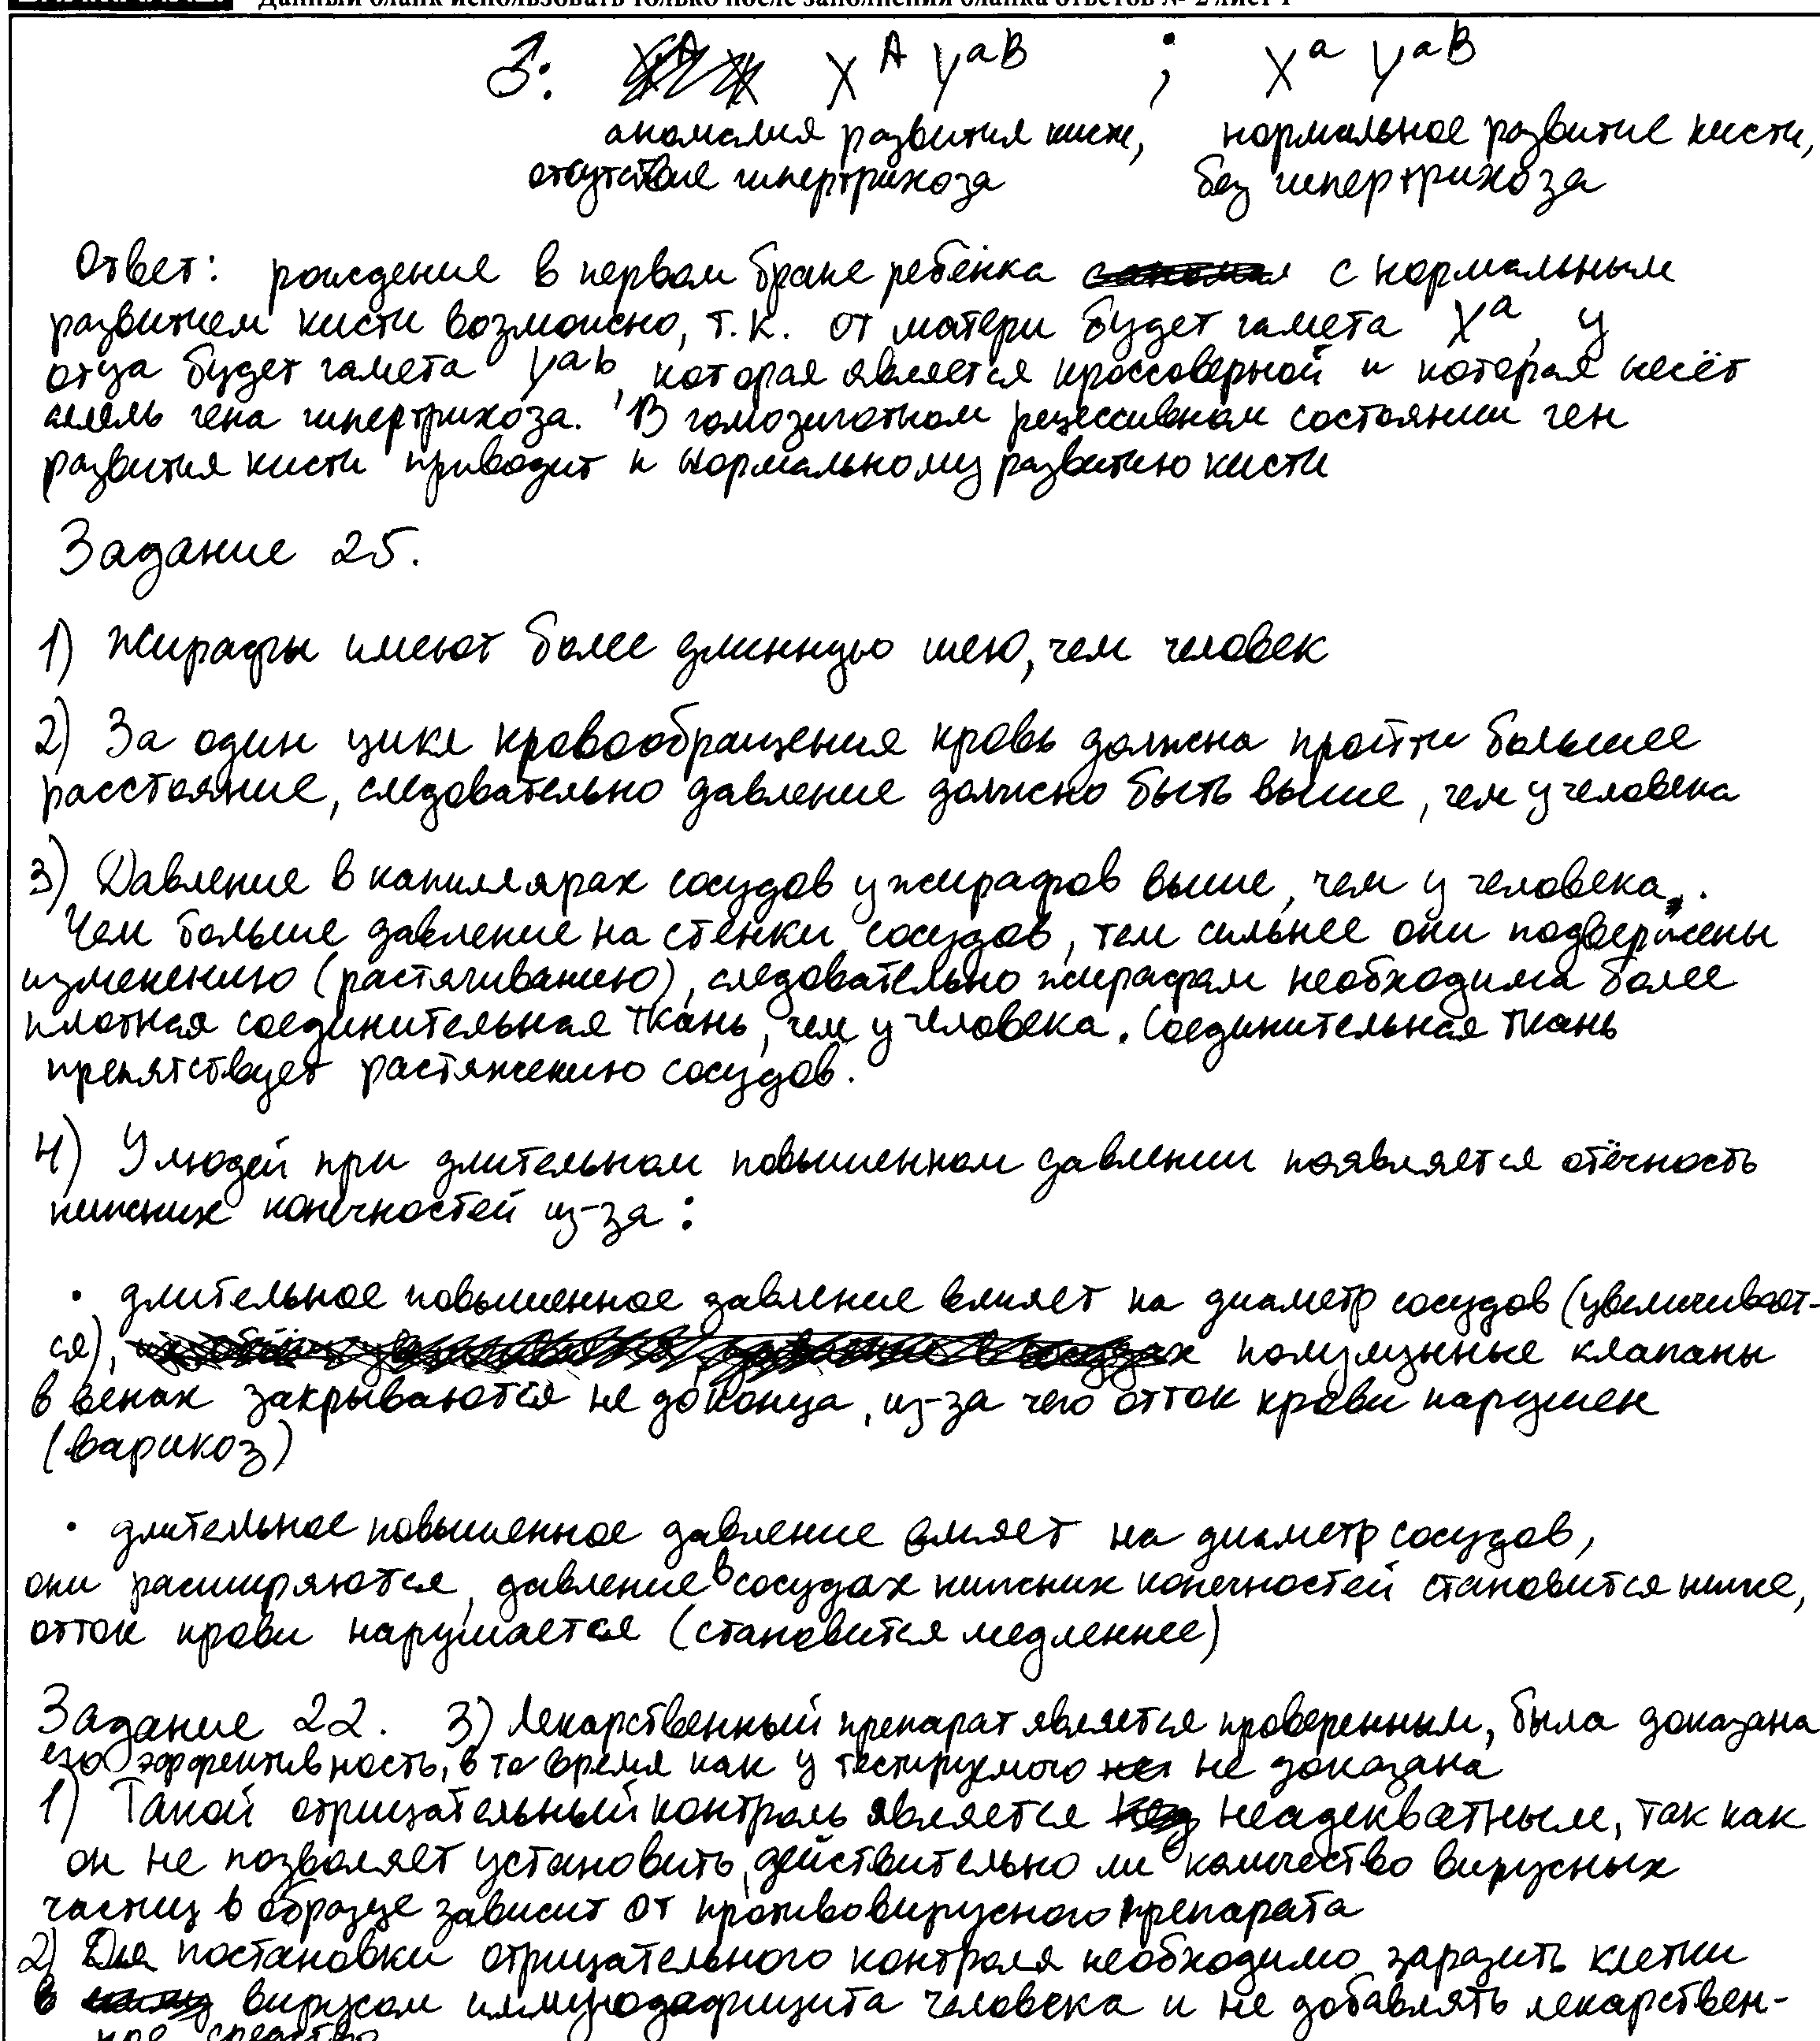 Данный бланк использовать только после заполнения бланка ответов № 2 лист 1
♂: X^A Y^aB ; X^a Y^aB
аномалия развития кисти, нормальное развитие кисти,
отсутствие гипертрихоза без гипертрихоза
Ответ: рождение в первом браке ребёнка с нормальным
развитием кисти возможно, т.к. от матери будет гамета X^a, у
отца будет гамета Y^ab, которая является кроссоверной и которая несёт
аллель гена гипертрихоза. В гомозиготном рецессивном состоянии ген
развития кисти приводит к нормальному развитию кисти
Задание 25.
1) Жирафы имеют более длинную шею, чем человек
2) За один цикл кровообращения кровь должна пройти большее
расстояние, следовательно давление должно быть выше, чем у человека
3) Давление в капиллярах сосудов у жирафов выше, чем у человека.
Чем больше давление на стенки сосудов, тем сильнее они подвержены
изменению (растягиванию), следовательно жирафам необходима более
плотная соединительная ткань, чем у человека. Соединительная ткань
препятствует растяжению сосудов.
4) У людей при длительном повышенном давлении появляется отёчность
нижних конечностей из-за:
• длительное повышенное давление влияет на диаметр сосудов (увеличивает-
ся), полулунные клапаны
в венах закрываются не до конца, из-за чего отток крови нарушен
(варикоз)
• длительное повышенное давление влияет на диаметр сосудов,
они расширяются, давление в сосудах нижних конечностей становится ниже,
отток крови нарушается (становится медленнее)
Задание 22. 3) Лекарственный препарат является проверенным, была доказана
его эффективность, в то время как у тестируемого не доказана
1) Такой отрицательный контроль является неадекватным, так как
он не позволяет установить, действительно ли количество вирусных
частиц в образце зависит от противовирусного препарата
2) Для постановки отрицательного контроля необходимо заразить клетки
в вирусом иммунодефицита человека и не добавлять лекарствен-
ное средство